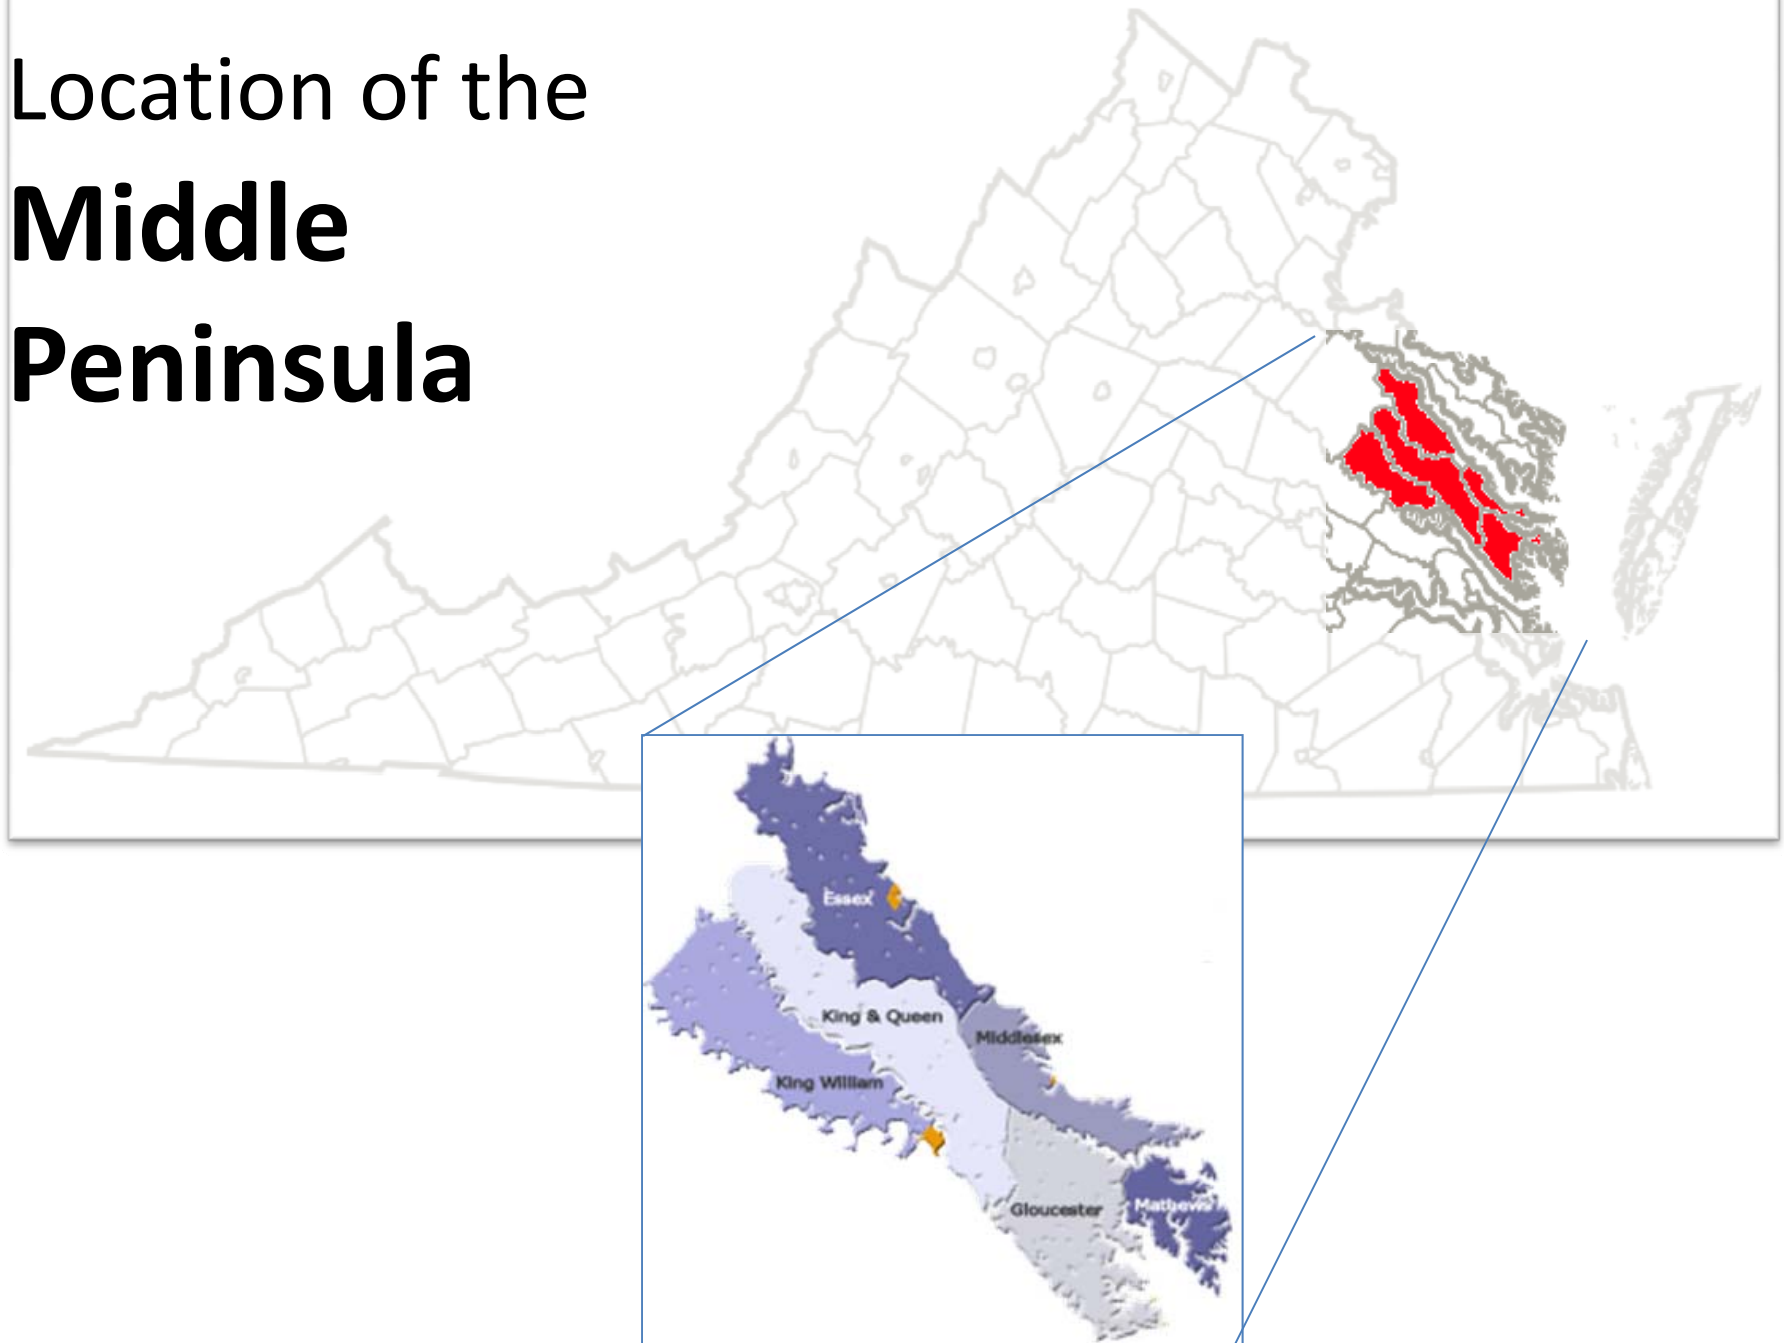 Location of the
Middle
Peninsula
Essex
King & Queen
Middlesex
King William
Gloucester
Mathews